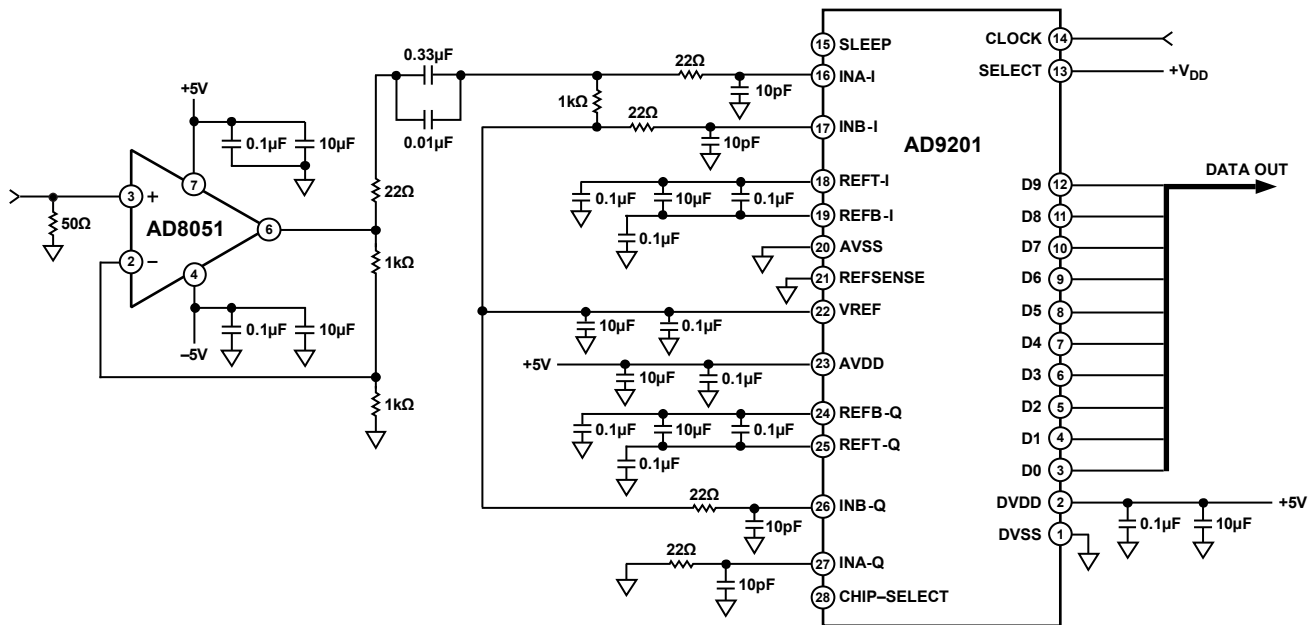 0.33µF
0.01µF
22Ω
1kΩ
22Ω
10pF
10pF
+5V
0.1µF
10µF
3
+
7
AD8051
6
2
−
4
50Ω
22Ω
1kΩ
0.1µF
10µF
–5V
1kΩ
0.1µF
10µF
0.1µF
0.1µF
10µF
0.1µF
+5V
10µF
0.1µF
0.1µF
10µF
0.1µF
0.1µF
22Ω
10pF
22Ω
10pF
AD9201
15 SLEEP
16 INA-I
17 INB-I
18 REFT-I
19 REFB-I
20 AVSS
21 REFSENSE
22 VREF
23 AVDD
24 REFB-Q
25 REFT-Q
26 INB-Q
27 INA-Q
28 CHIP–SELECT
CLOCK 14
SELECT 13
+VDD
D9 12
D8 11
D7 10
D6 9
D5 8
D4 7
D3 6
D2 5
D1 4
D0 3
DVDD 2
DVSS 1
DATA OUT
+5V
0.1µF
10µF